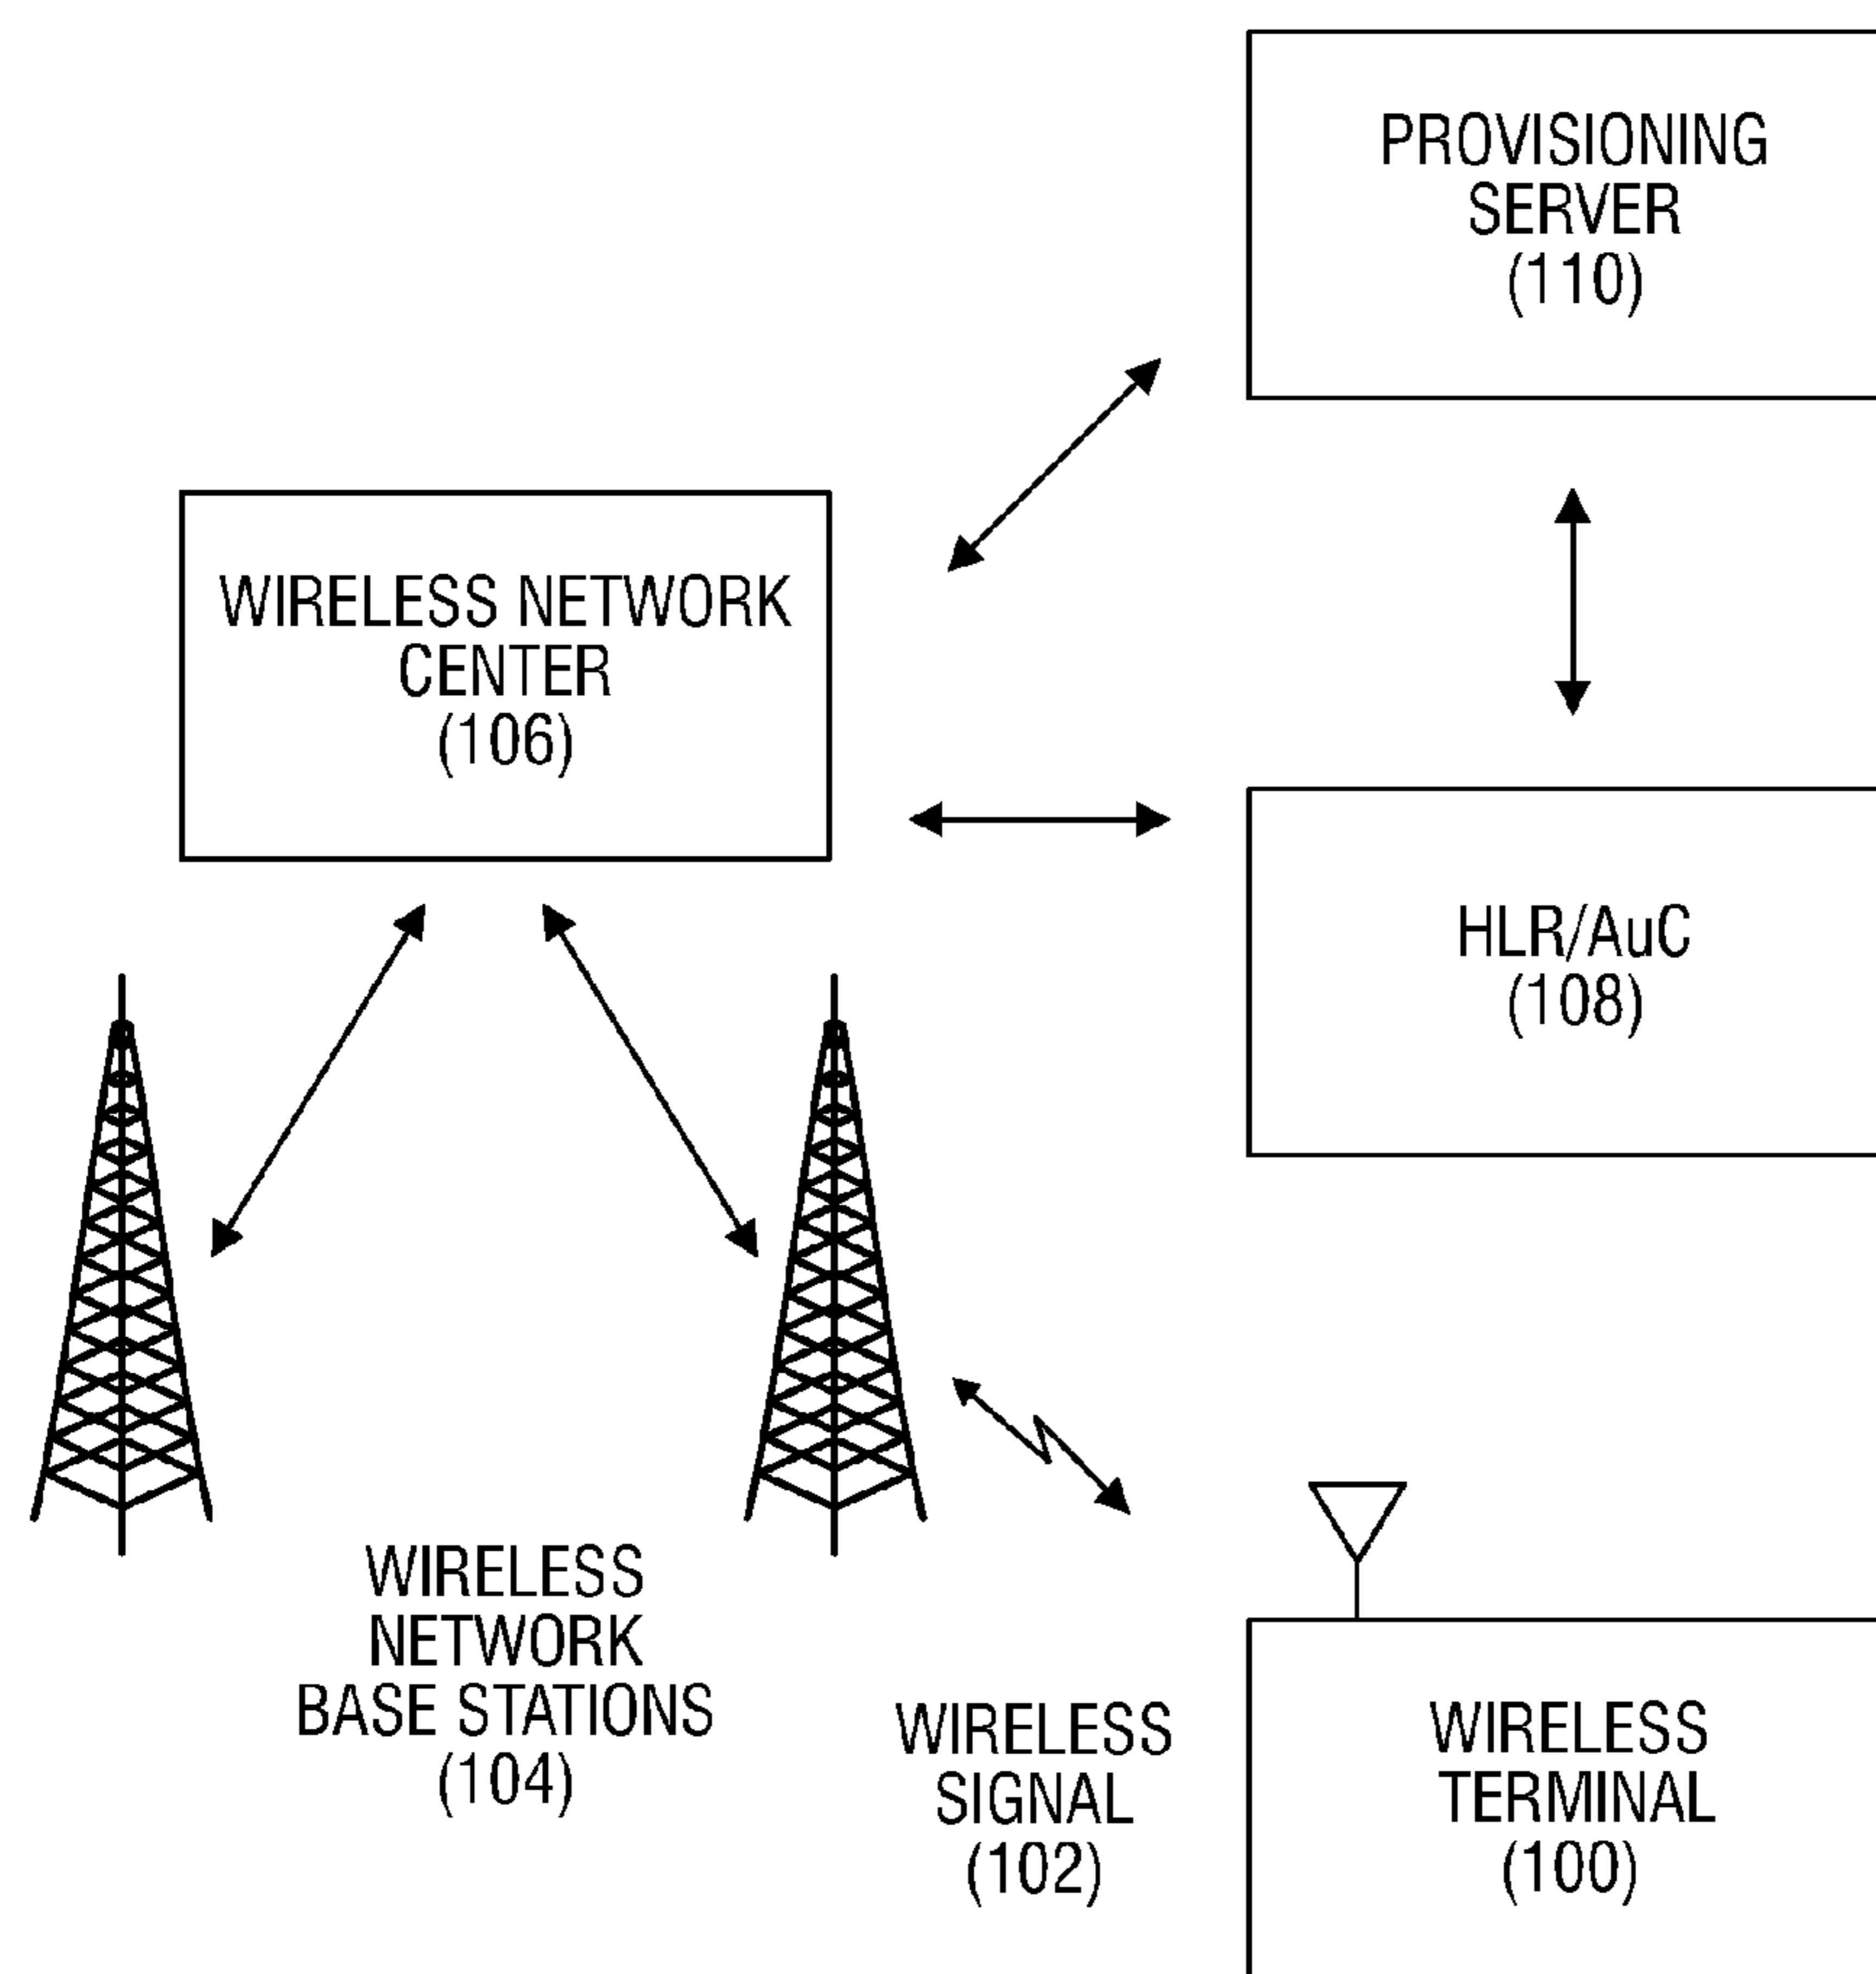 PROVISIONING
SERVER
(110)
WIRELESS NETWORK
CENTER
(106)
HLR/AuC
(108)
WIRELESS
NETWORK
BASE STATIONS
(104)
WIRELESS
SIGNAL
(102)
WIRELESS
TERMINAL
(100)